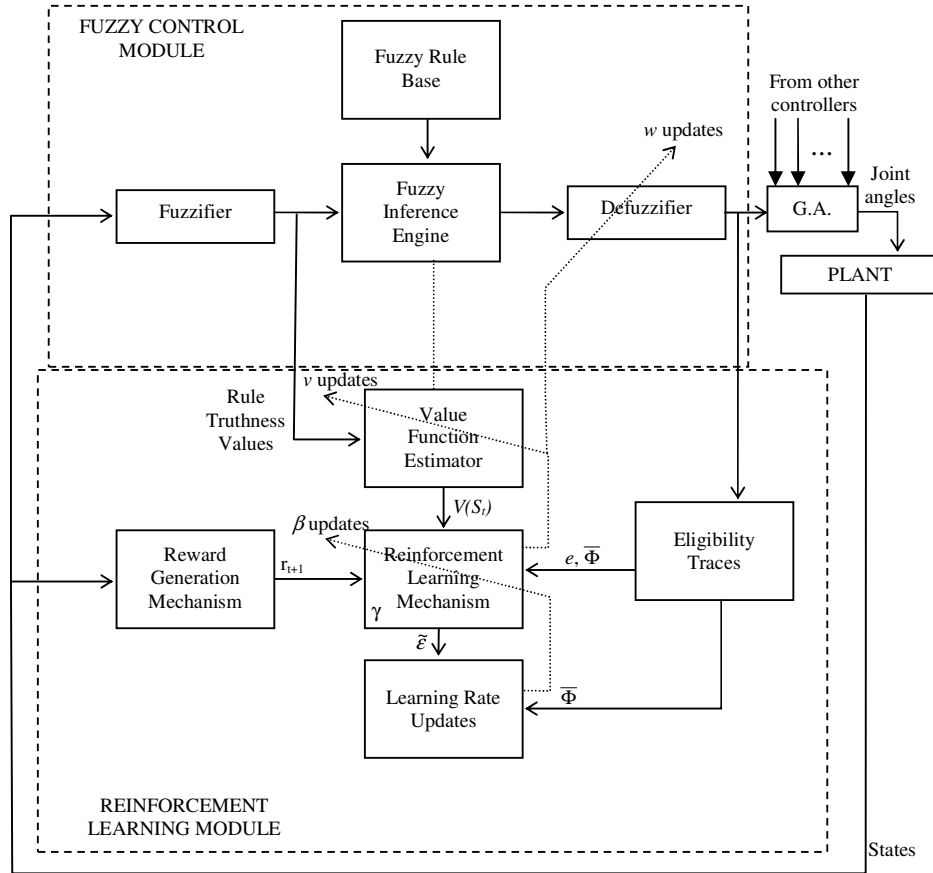 FUZZY CONTROL
MODULE
Fuzzy Rule
Base
From other
controllers
w updates
...
Fuzzifier
Fuzzy
Inference
Engine
Defuzzifier
G.A.
Joint
angles
PLANT
v updates
Rule
Truthness
Values
Value
Function
Estimator
V(Sₜ)
β updates
Reward
Generation
Mechanism
rₜ₊₁
Reinforcement
Learning
Mechanism
γ
e, Φ̅
Eligibility
Traces
ε̃
Learning Rate
Updates
Φ̅
REINFORCEMENT
LEARNING MODULE
States